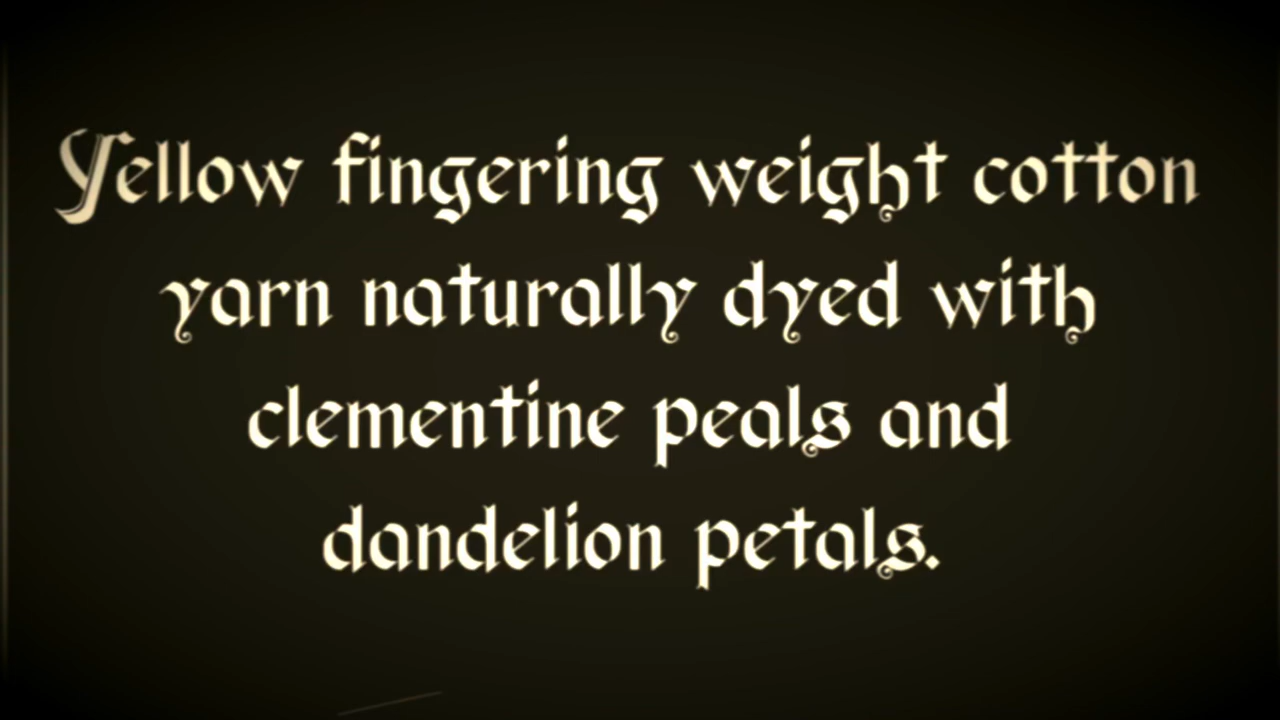 Yellow fingering weight cotton
yarn naturally dyed with
clementine peals and
dandelion petals.